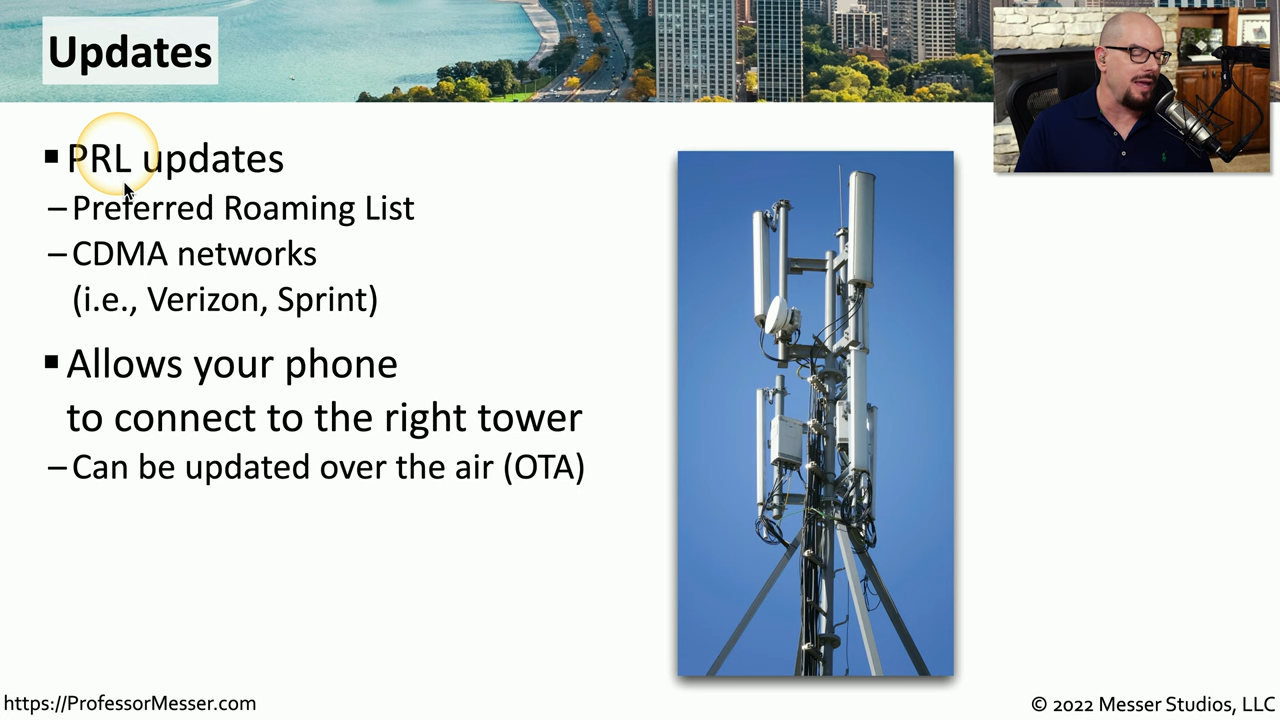 Updates
▪ PRL updates
– Preferred Roaming List
– CDMA networks
(i.e., Verizon, Sprint)
▪ Allows your phone
to connect to the right tower
– Can be updated over the air (OTA)
https://ProfessorMesser.com
© 2022 Messer Studios, LLC